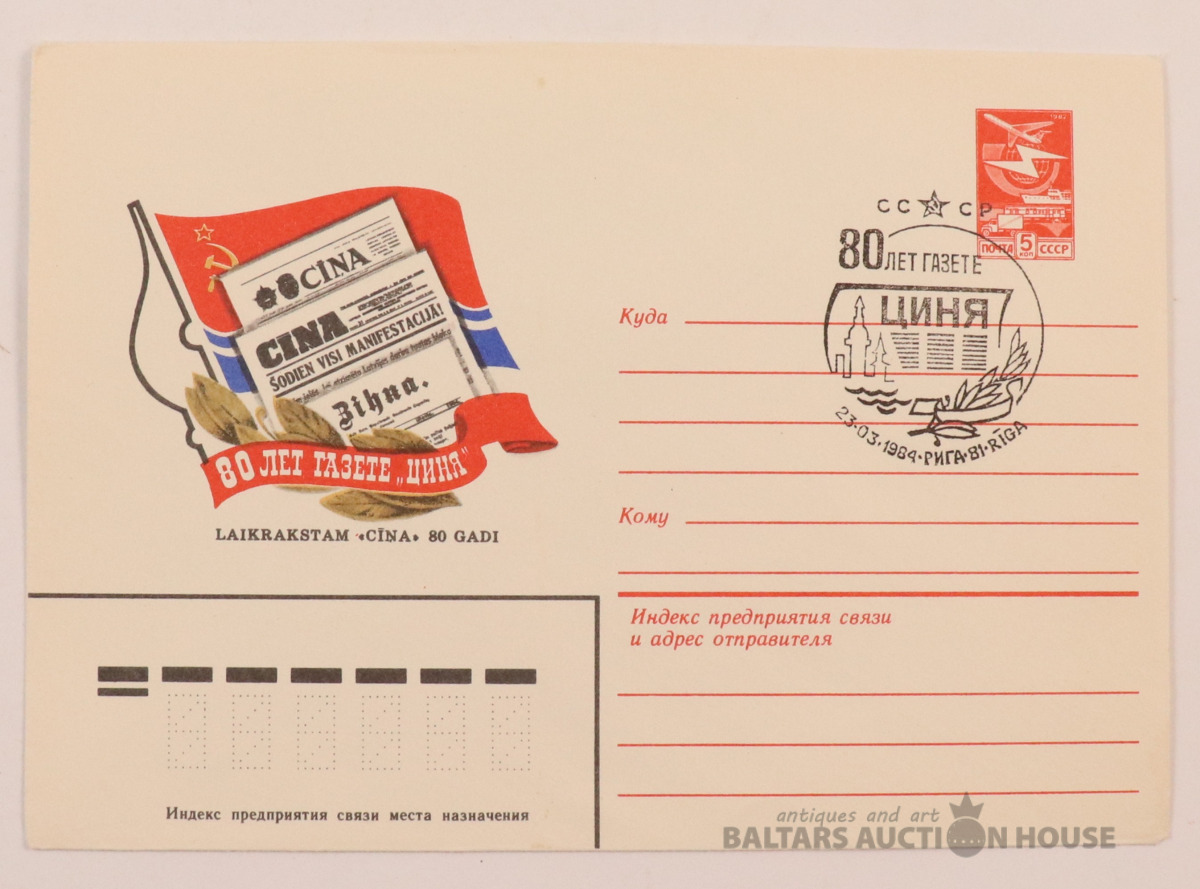 1982
ПОЧТА 5 КОП СССР
СССР
80 ЛЕТ ГАЗЕТЕ
ЦИНЯ
23·03·1984·РИГА·81·RĪGA
CĪŅA
CĪŅA
ŠODIEN VISI MANIFESTACIJĀ!
Zihņa.
80 ЛЕТ ГАЗЕТЕ „ЦИНЯ"
LAIKRAKSTAM «CĪŅA» 80 GADI
Куда
Кому
Индекс предприятия связи
и адрес отправителя
Индекс предприятия связи места назначения
antiques and art
BALTARS AUCTION HOUSE